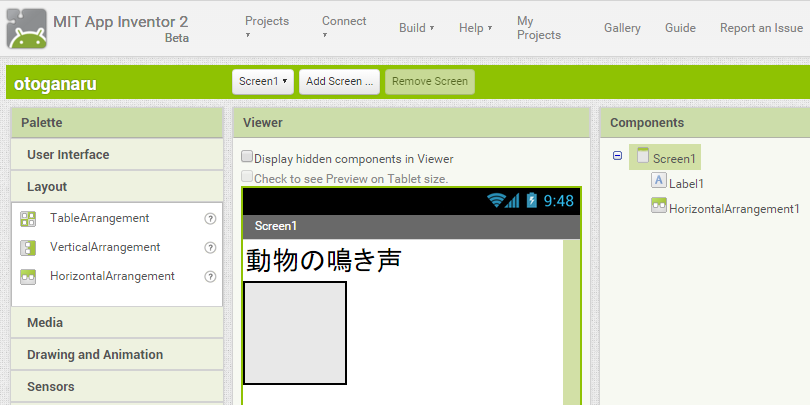 MIT App Inventor 2
Beta
Projects
Connect
Build
Help
My Projects
Gallery
Guide
Report an Issue
otoganaru
Screen1
Add Screen ...
Remove Screen
Palette
Viewer
Components
User Interface
Layout
TableArrangement
VerticalArrangement
HorizontalArrangement
Media
Drawing and Animation
Sensors
Display hidden components in Viewer
Check to see Preview on Tablet size.
9:48
Screen1
動物の鳴き声
Screen1
Label1
HorizontalArrangement1